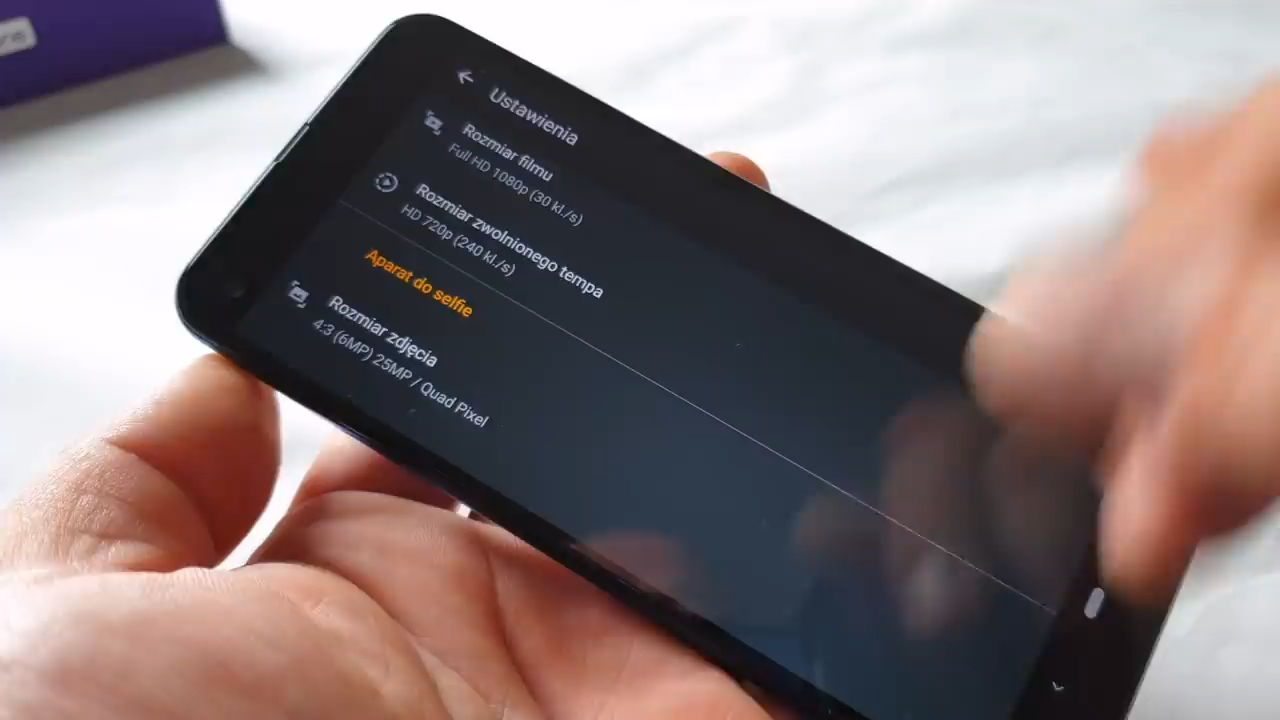 Ustawienia
Rozmiar filmu
Full HD 1080p (30 kl./s)
Rozmiar zwolnionego tempa
HD 720p (240 kl./s)
Aparat do selfie
Rozmiar zdjęcia
4:3 (6MP) 25MP / Quad Pixel